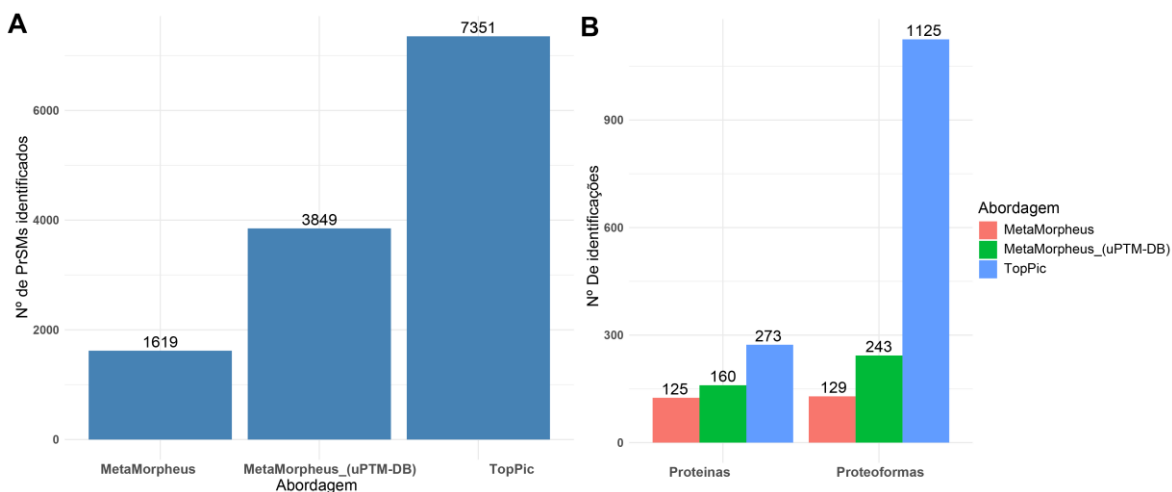 A
Nº de PrSMs identificados
6000
4000
2000
0
1619
3849
7351
MetaMorpheus
MetaMorpheus_(uPTM-DB)
TopPic
Abordagem
B
Nº De identificações
900
600
300
0
125
160
273
129
243
1125
Proteinas
Proteoformas
Abordagem
MetaMorpheus
MetaMorpheus_(uPTM-DB)
TopPic